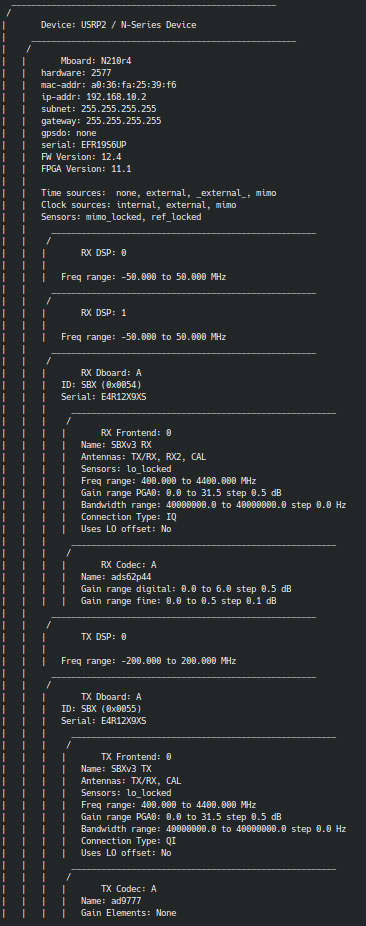 _____________________________________________________
 /
|       Device: USRP2 / N-Series Device
|     _____________________________________________________
|    /
|   |       Mboard: N210r4
|   |   hardware: 2577
|   |   mac-addr: a0:36:fa:25:39:f6
|   |   ip-addr: 192.168.10.2
|   |   subnet: 255.255.255.255
|   |   gateway: 255.255.255.255
|   |   gpsdo: none
|   |   serial: EFR19S6UP
|   |   FW Version: 12.4
|   |   FPGA Version: 11.1
|   |
|   |   Time sources:  none, external, _external_, mimo
|   |   Clock sources: internal, external, mimo
|   |   Sensors: mimo_locked, ref_locked
|   |     _____________________________________________________
|   |    /
|   |   |       RX DSP: 0
|   |   |
|   |   |   Freq range: -50.000 to 50.000 MHz
|   |     _____________________________________________________
|   |    /
|   |   |       RX DSP: 1
|   |   |
|   |   |   Freq range: -50.000 to 50.000 MHz
|   |     _____________________________________________________
|   |    /
|   |   |       RX Dboard: A
|   |   |   ID: SBX (0x0054)
|   |   |   Serial: E4R12X9XS
|   |   |     _____________________________________________________
|   |   |    /
|   |   |   |       RX Frontend: 0
|   |   |   |   Name: SBXv3 RX
|   |   |   |   Antennas: TX/RX, RX2, CAL
|   |   |   |   Sensors: lo_locked
|   |   |   |   Freq range: 400.000 to 4400.000 MHz
|   |   |   |   Gain range PGA0: 0.0 to 31.5 step 0.5 dB
|   |   |   |   Bandwidth range: 40000000.0 to 40000000.0 step 0.0 Hz
|   |   |   |   Connection Type: IQ
|   |   |   |   Uses LO offset: No
|   |   |     _____________________________________________________
|   |   |    /
|   |   |   |       RX Codec: A
|   |   |   |   Name: ads62p44
|   |   |   |   Gain range digital: 0.0 to 6.0 step 0.5 dB
|   |   |   |   Gain range fine: 0.0 to 0.5 step 0.1 dB
|   |     _____________________________________________________
|   |    /
|   |   |       TX DSP: 0
|   |   |
|   |   |   Freq range: -200.000 to 200.000 MHz
|   |     _____________________________________________________
|   |    /
|   |   |       TX Dboard: A
|   |   |   ID: SBX (0x0055)
|   |   |   Serial: E4R12X9XS
|   |   |     _____________________________________________________
|   |   |    /
|   |   |   |       TX Frontend: 0
|   |   |   |   Name: SBXv3 TX
|   |   |   |   Antennas: TX/RX, CAL
|   |   |   |   Sensors: lo_locked
|   |   |   |   Freq range: 400.000 to 4400.000 MHz
|   |   |   |   Gain range PGA0: 0.0 to 31.5 step 0.5 dB
|   |   |   |   Bandwidth range: 40000000.0 to 40000000.0 step 0.0 Hz
|   |   |   |   Connection Type: QI
|   |   |   |   Uses LO offset: No
|   |   |     _____________________________________________________
|   |   |    /
|   |   |   |       TX Codec: A
|   |   |   |   Name: ad9777
|   |   |   |   Gain Elements: None